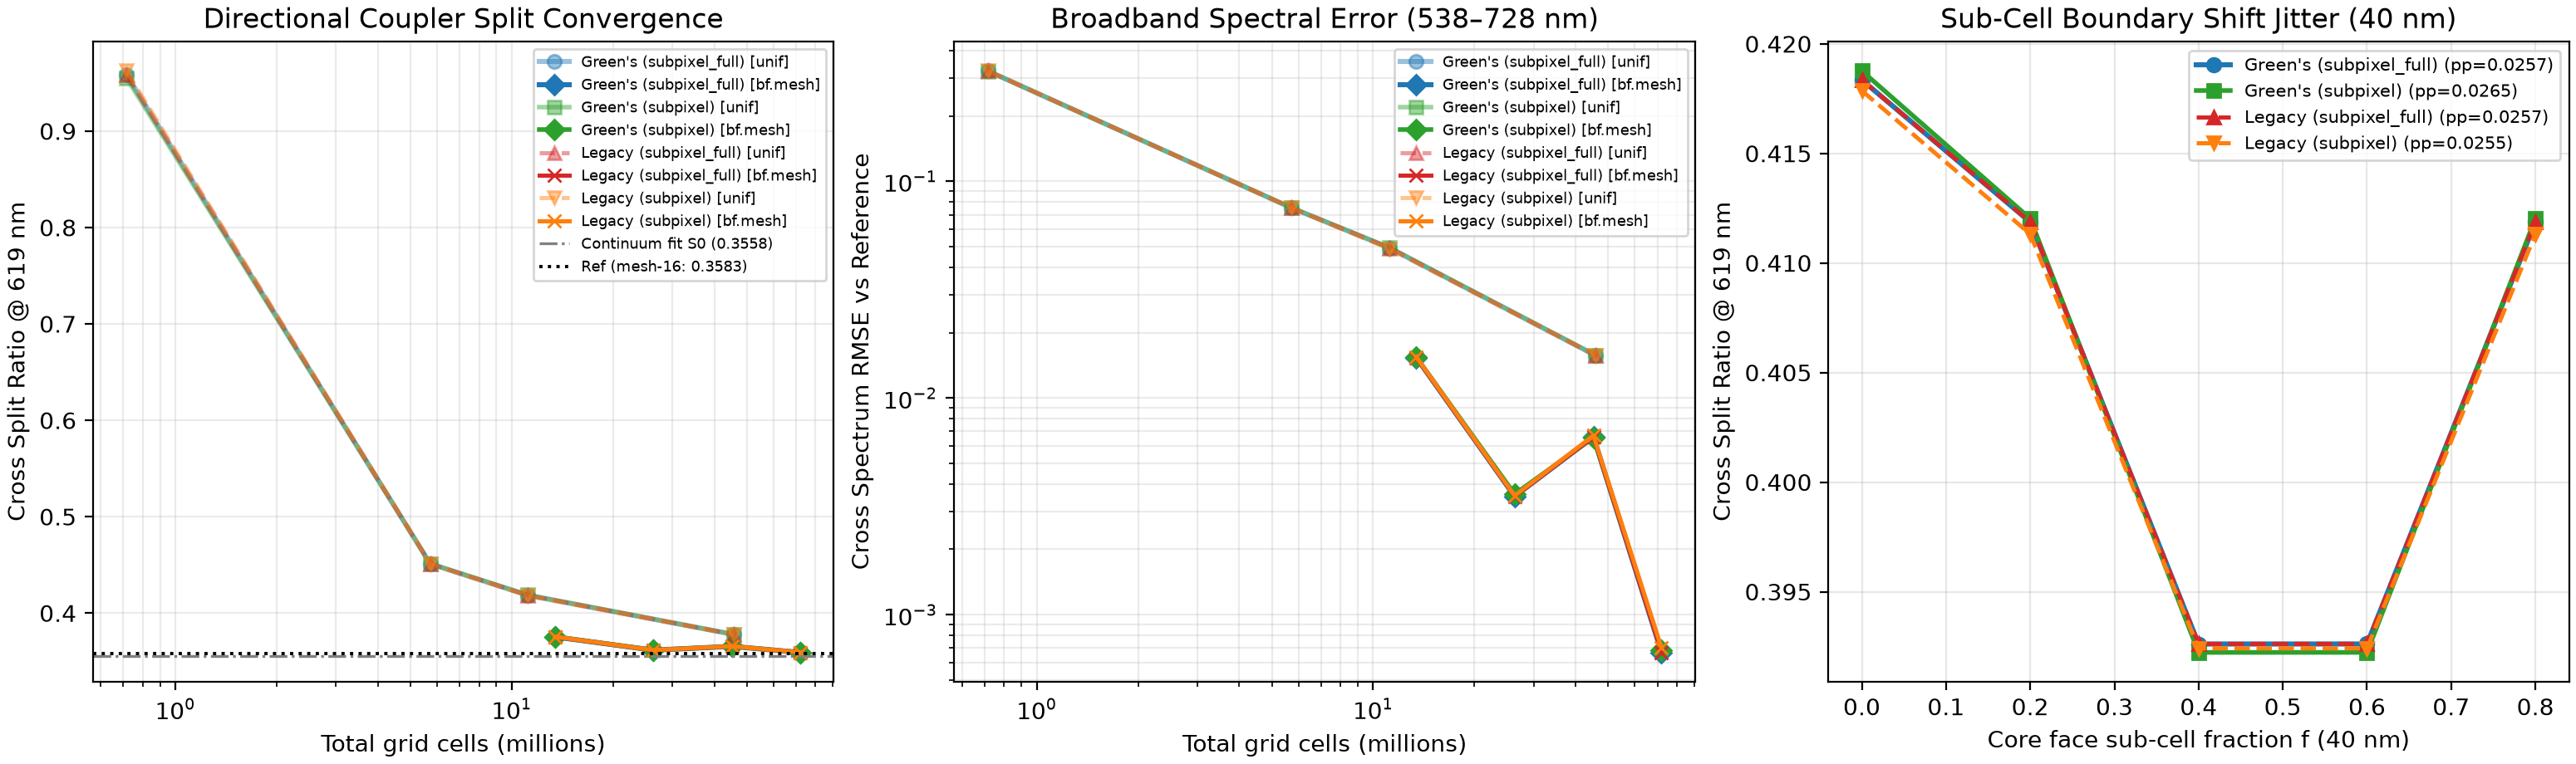 Directional Coupler Split Convergence
Cross Split Ratio @ 619 nm
0.9
0.8
0.7
0.6
0.5
0.4
10⁰
10¹
Total grid cells (millions)
Green's (subpixel_full) [unif]
Green's (subpixel_full) [bf.mesh]
Green's (subpixel) [unif]
Green's (subpixel) [bf.mesh]
Legacy (subpixel_full) [unif]
Legacy (subpixel_full) [bf.mesh]
Legacy (subpixel) [unif]
Legacy (subpixel) [bf.mesh]
Continuum fit S0 (0.3558)
Ref (mesh-16: 0.3583)
Broadband Spectral Error (538–728 nm)
Cross Spectrum RMSE vs Reference
10⁻¹
10⁻²
10⁻³
10⁰
10¹
Total grid cells (millions)
Green's (subpixel_full) [unif]
Green's (subpixel_full) [bf.mesh]
Green's (subpixel) [unif]
Green's (subpixel) [bf.mesh]
Legacy (subpixel_full) [unif]
Legacy (subpixel_full) [bf.mesh]
Legacy (subpixel) [unif]
Legacy (subpixel) [bf.mesh]
Sub-Cell Boundary Shift Jitter (40 nm)
Cross Split Ratio @ 619 nm
0.420
0.415
0.410
0.405
0.400
0.395
0.0 0.1 0.2 0.3 0.4 0.5 0.6 0.7 0.8
Core face sub-cell fraction f (40 nm)
Green's (subpixel_full) (pp=0.0257)
Green's (subpixel) (pp=0.0265)
Legacy (subpixel_full) (pp=0.0257)
Legacy (subpixel) (pp=0.0255)